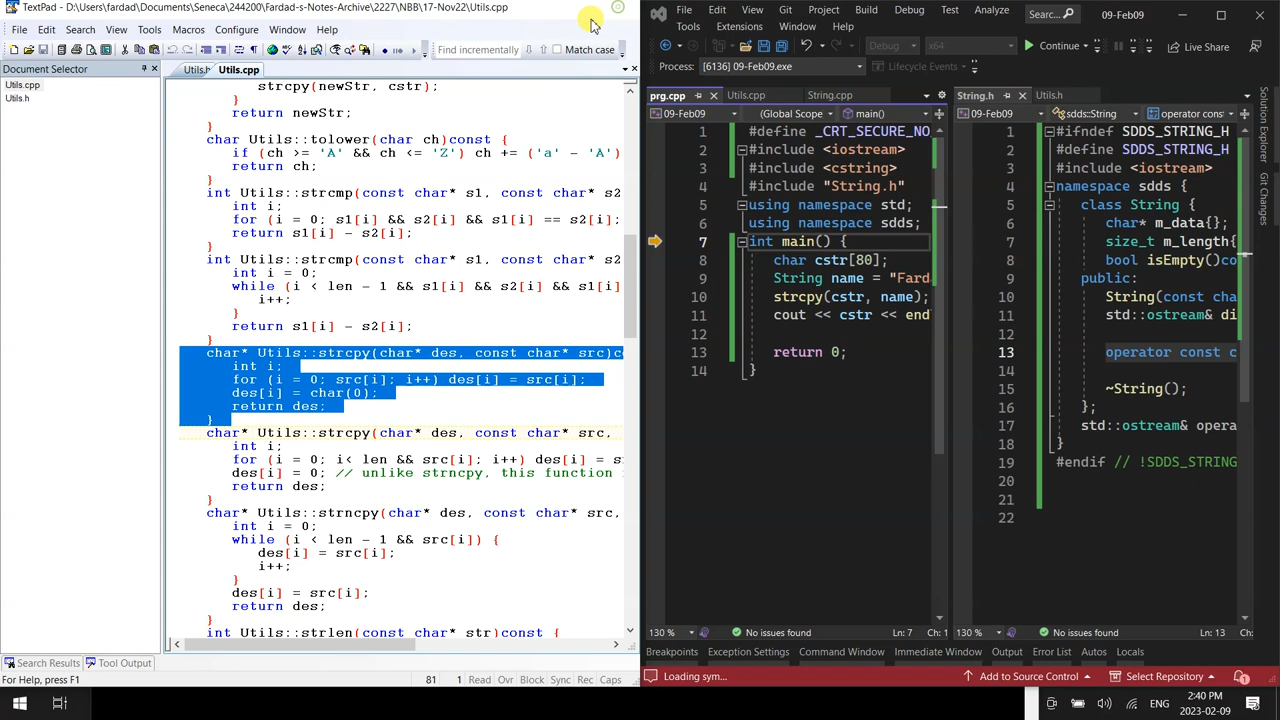 TextPad - D:\Users\fardad\Documents\Seneca\244200\Fardad-s-Notes-Archive\2227\NBB\17-Nov22\Utils.cpp
File Edit Search View Tools Macros Configure Window Help
Find incrementally Match case
Document Selector
Utils.cpp
Utils.h
Utils.h Utils.cpp
strcpy(newStr, cstr);
}
return newStr;
}
char Utils::tolower(char ch)const {
if (ch >= 'A' && ch <= 'Z') ch += ('a' - 'A')
return ch;
}
int Utils::strcmp(const char* s1, const char* s2
int i;
for (i = 0; s1[i] && s2[i] && s1[i] == s2[i];
return s1[i] - s2[i];
}
int Utils::strcmp(const char* s1, const char* s2
int i = 0;
while (i < len - 1 && s1[i] && s2[i] && s1[i]
i++;
return s1[i] - s2[i];
}
char* Utils::strcpy(char* des, const char* src)c
int i;
for (i = 0; src[i]; i++) des[i] = src[i];
des[i] = char(0);
return des;
}
char* Utils::strcpy(char* des, const char* src,
int i;
for (i = 0; i< len && src[i]; i++) des[i] = s
des[i] = 0; // unlike strncpy, this function
return des;
}
char* Utils::strncpy(char* des, const char* src,
int i = 0;
while (i < len - 1 && src[i]) {
des[i] = src[i];
i++;
}
des[i] = src[i];
return des;
}
int Utils::strlen(const char* str)const {
Search Results Tool Output
For Help, press F1
81 1 Read Ovr Block Sync Rec Caps
File Edit View Git Project Build Debug Test Analyze
Tools Extensions Window Help
Searc... 09-Feb09
Debug x64 Continue Live Share
Process: [6136] 09-Feb09.exe Lifecycle Events
prg.cpp Utils.cpp String.cpp
09-Feb09 (Global Scope) main()
1 #define _CRT_SECURE_NO
2 #include <iostream>
3 #include <cstring>
4 #include "String.h"
5 using namespace std;
6 using namespace sdds;
7 int main() {
8 char cstr[80];
9 String name = "Farda
10 strcpy(cstr, name);
11 cout << cstr << end
12
13 return 0;
14 }
130 % No issues found Ln: 7 Ch: 1
String.h Utils.h
09-Feb09 sdds::String operator cons
1 #ifndef SDDS_STRING_H
2 #define SDDS_STRING_H
3 #include <iostream>
4 namespace sdds {
5 class String {
6 char* m_data{};
7 size_t m_length{
8 bool isEmpty()co
9 public:
10 String(const cha
11 std::ostream& di
12
13 operator const c
14
15 ~String();
16 };
17 std::ostream& opera
18 }
19 #endif // !SDDS_STRING
20
21
22
130 % No issues found Ln: 13 Ch:
Solution Explorer
Git Changes
Breakpoints Exception Settings Command Window Immediate Window Output Error List Autos Locals
Loading sym... Add to Source Control Select Repository 1
ENG 2:40 PM
2023-02-09